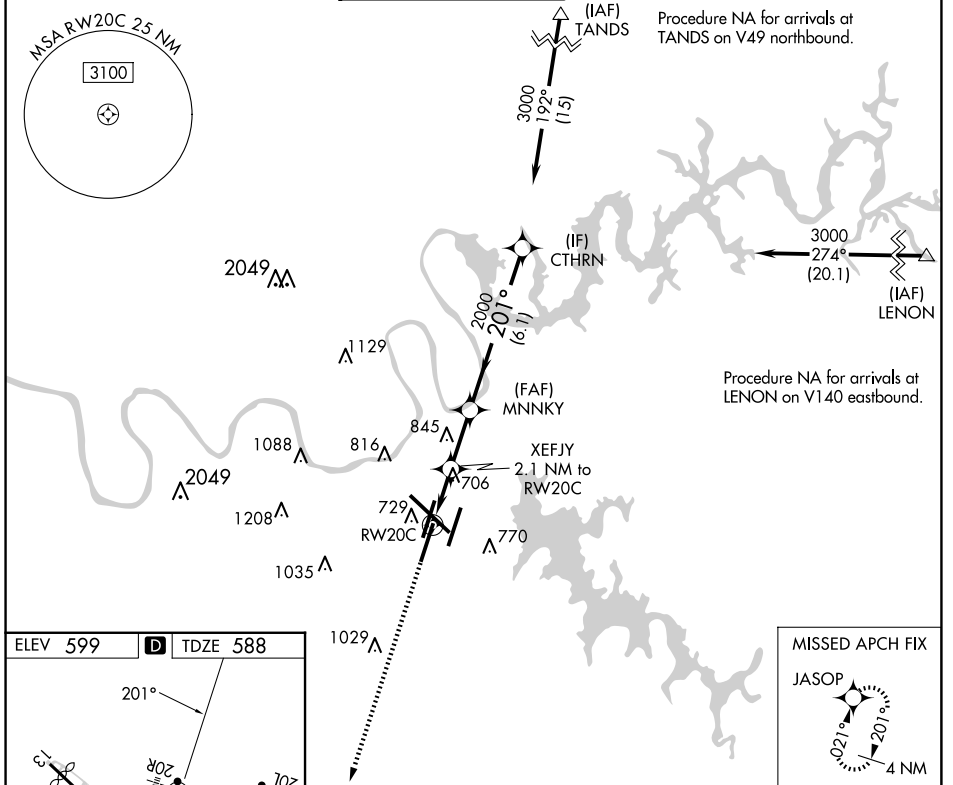 MSA RW20C 25 NM
3100
(IAF)
TANDS
Procedure NA for arrivals at
TANDS on V49 northbound.
3000
192°
(15)
(IF)
CTHRN
3000
274°
(20.1)
(IAF)
LENON
2049
2000
201°
(6.1)
1129
Procedure NA for arrivals at
LENON on V140 eastbound.
(FAF)
MNNKY
845
1088
816
XEFJY
2.1 NM to
RW20C
706
2049
1208
729
RW20C
770
1035
1029
ELEV 599
D
TDZE 588
201°
13
20R
20L
MISSED APCH FIX
JASOP
021°
201°
4 NM